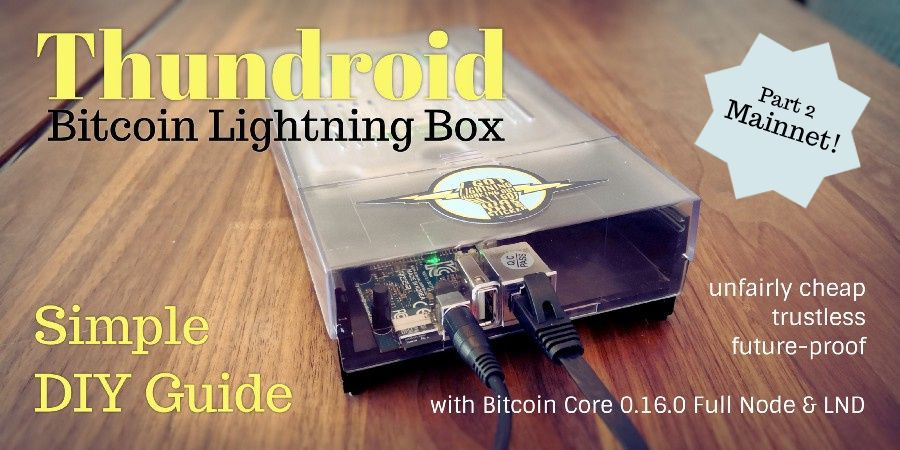 Thundroid
Bitcoin Lightning Box
Part 2
Mainnet!
Q.C
PASS
unfairly cheap
trustless
future-proof
Simple
DIY Guide
with Bitcoin Core 0.16.0 Full Node & LND